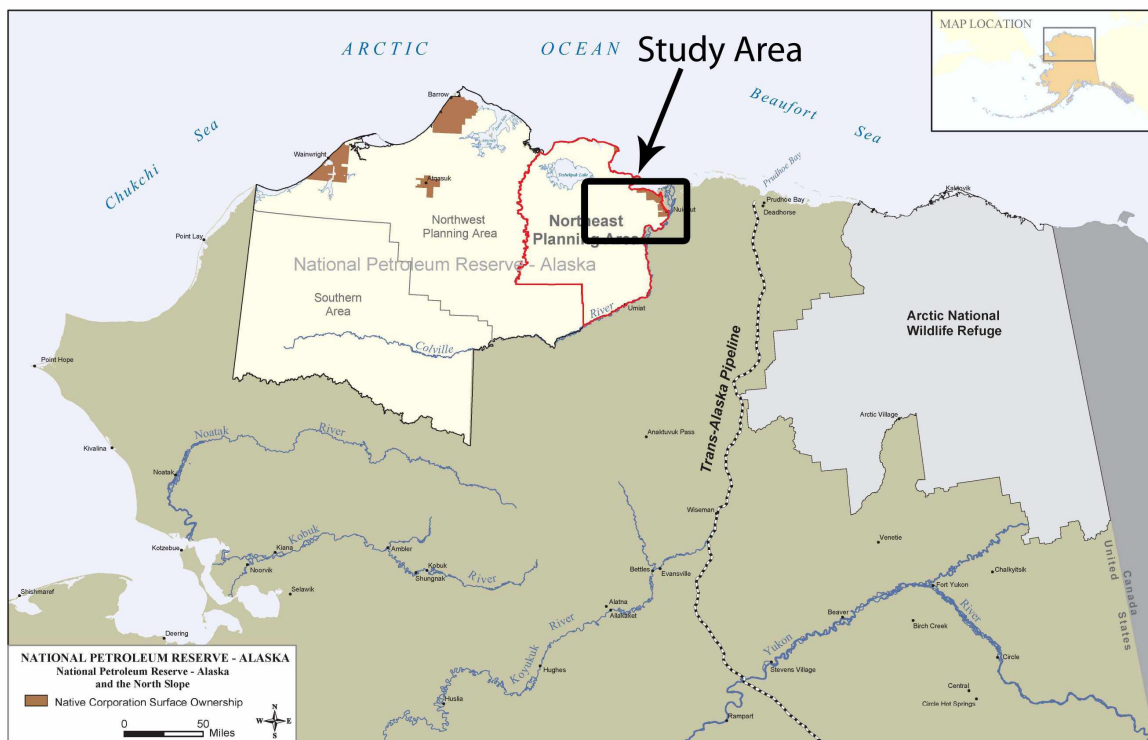 ARCTIC OCEAN
Study Area
MAP LOCATION
Beaufort Sea
Chukchi Sea
Barrow
Wainwright
Atqasuk
Teshekpuk Lake
Prudhoe Bay
Prudhoe Bay
Deadhorse
Kaktovik
Nuiqsut
Point Lay
Northwest
Planning Area
Northeast
Planning Area
National Petroleum Reserve - Alaska
Southern
Area
Umiat
River
Colville
Arctic National
Wildlife Refuge
Point Hope
Trans-Alaska Pipeline
Arctic Village
Anaktuvuk Pass
Noatak River
Kivalina
Noatak
Wiseman
Kotzebue
Kobuk
Kiana
Ambler
Venetie
Noorvik
Kobuk
Shungnak
River
Bettles
Evansville
Chalkyitsik
Selawik
Fort Yukon
Shishmaref
Alatna
Allakaket
Beaver
River
United States
Canada
Birch Creek
Deering
River
Yukon
Circle
Koyukuk
Hughes
Stevens Village
Central
Huslia
Circle Hot Springs
Rampart
NATIONAL PETROLEUM RESERVE - ALASKA
National Petroleum Reserve - Alaska
and the North Slope
Native Corporation Surface Ownership
0 50
Miles
N
W E
S